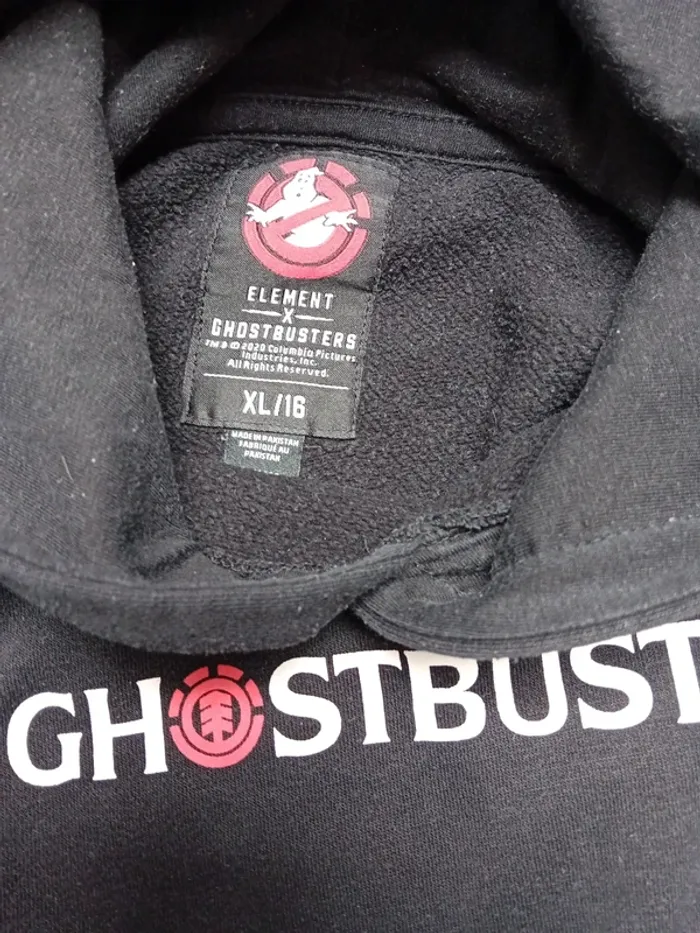 ELEMENT
X
GHOSTBUSTERS
TM & © 2020 Columbia Pictures
Industries, Inc.
All Rights Reserved.
XL/16
MADE IN PAKISTAN
FABRIQUÉ AU
PAKISTAN
GHOSTBUST